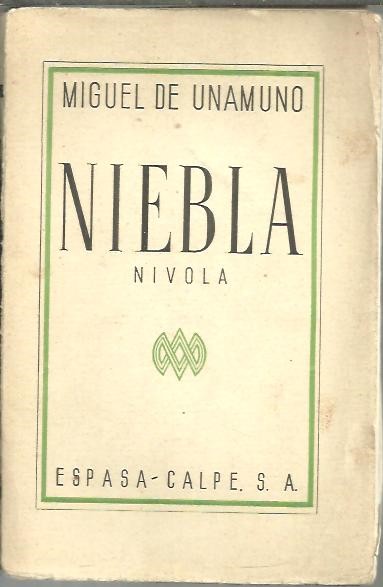 MIGUEL DE UNAMUNO
NIEBLA
NIVOLA
ESPASA-CALPE, S. A.